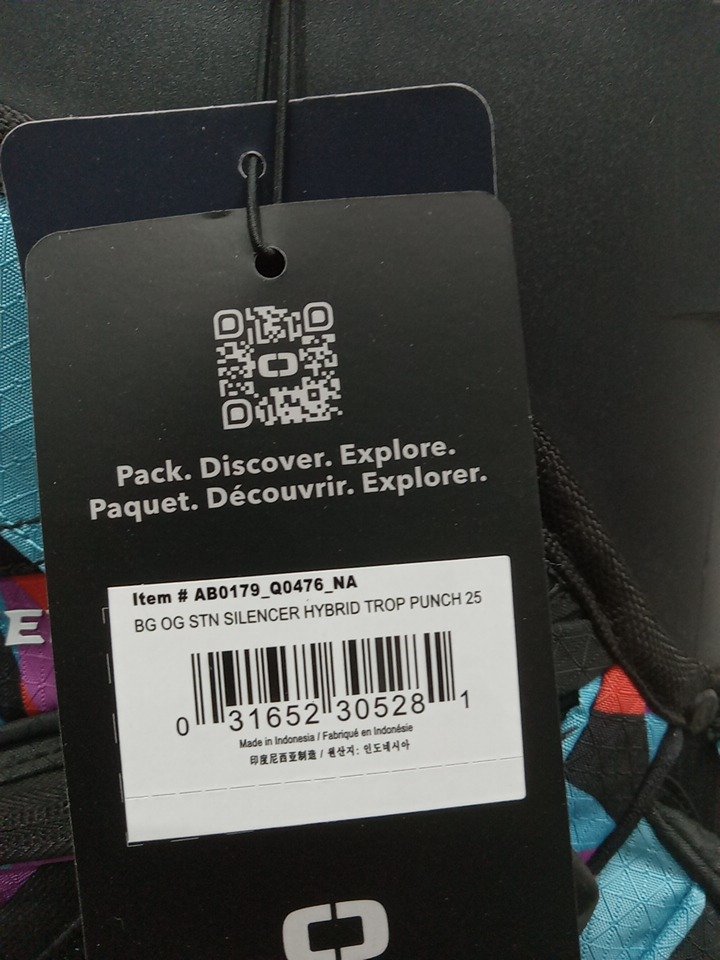 Pack. Discover. Explore.
Paquet. Découvrir. Explorer.
Item # AB0179_Q0476_NA
BG OG STN SILENCER HYBRID TROP PUNCH 25
0 31652 30528 1
Made in Indonesia / Fabriqué en Indonésie
印度尼西亚制造 / 원산지: 인도네시아
E